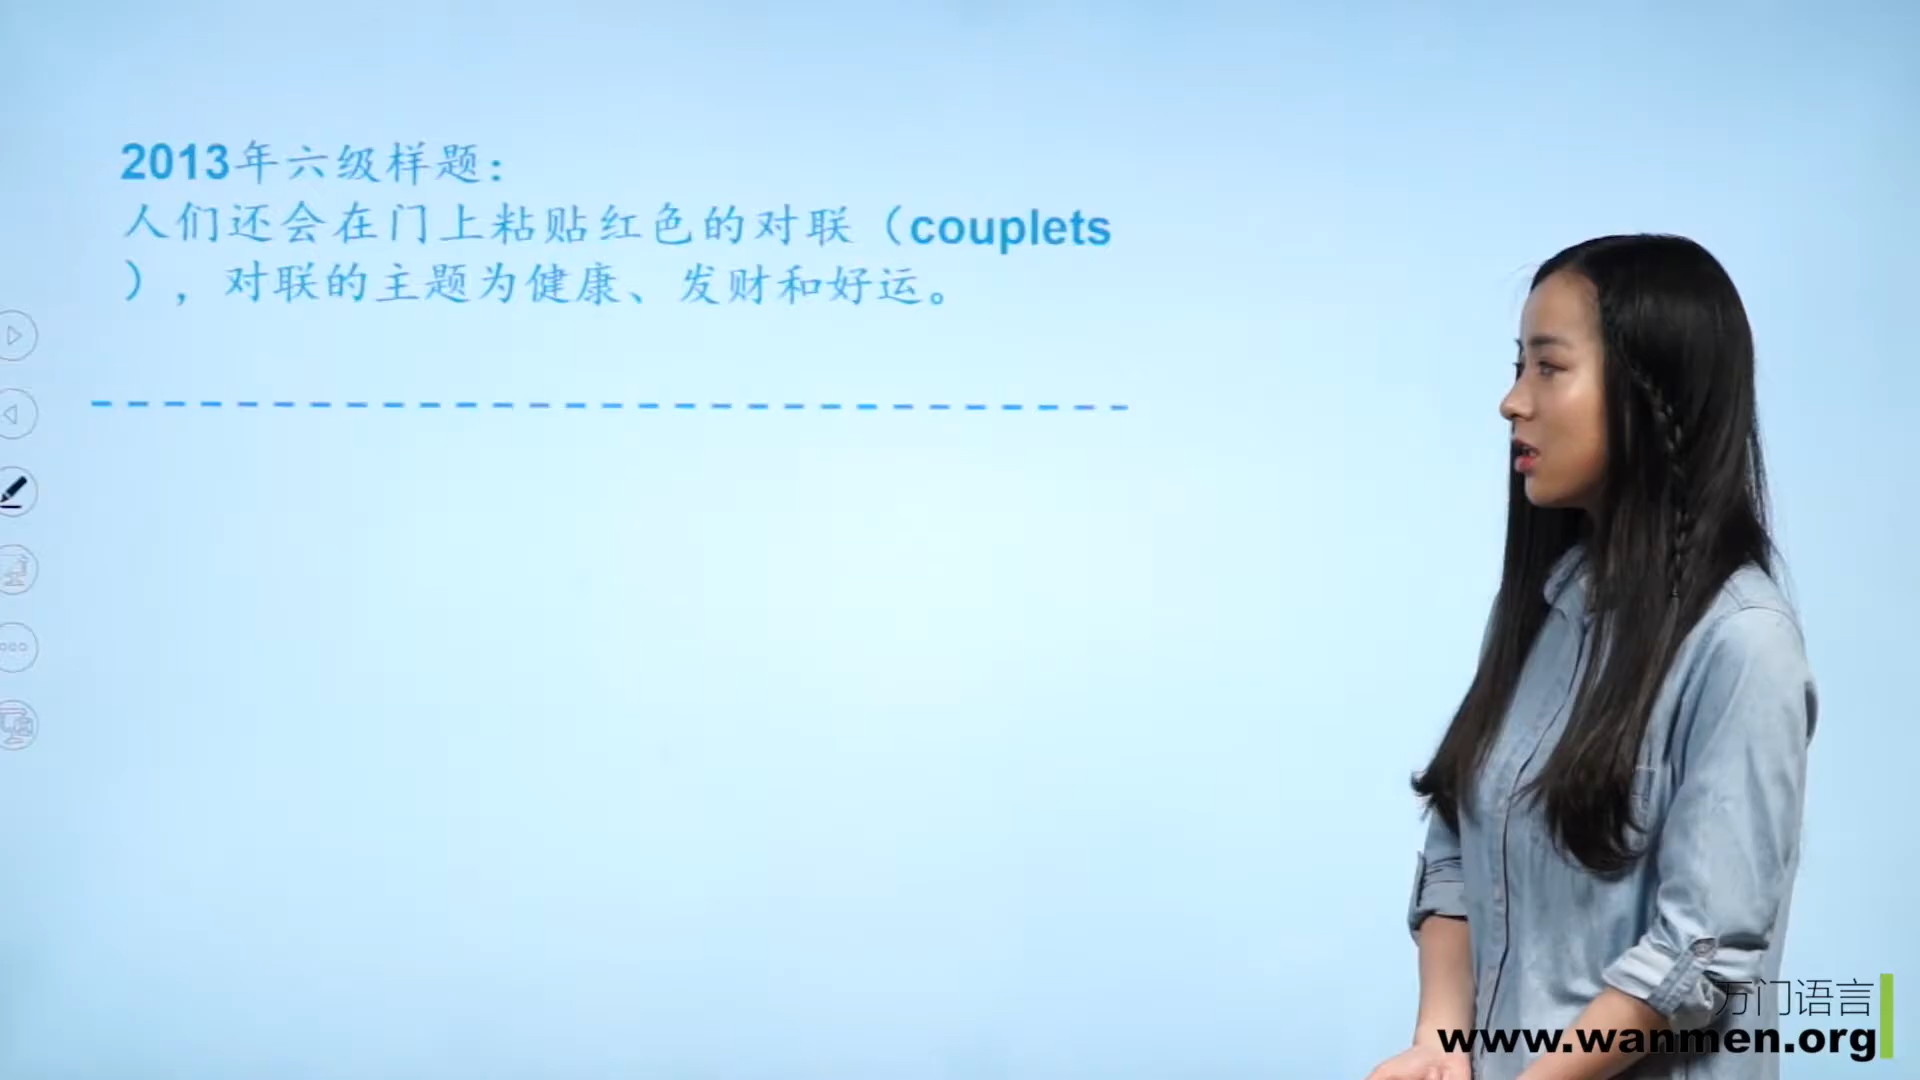 2013年六级样题：
人们还会在门上粘贴红色的对联（couplets
），对联的主题为健康、发财和好运。
万门语言
www.wanmen.org